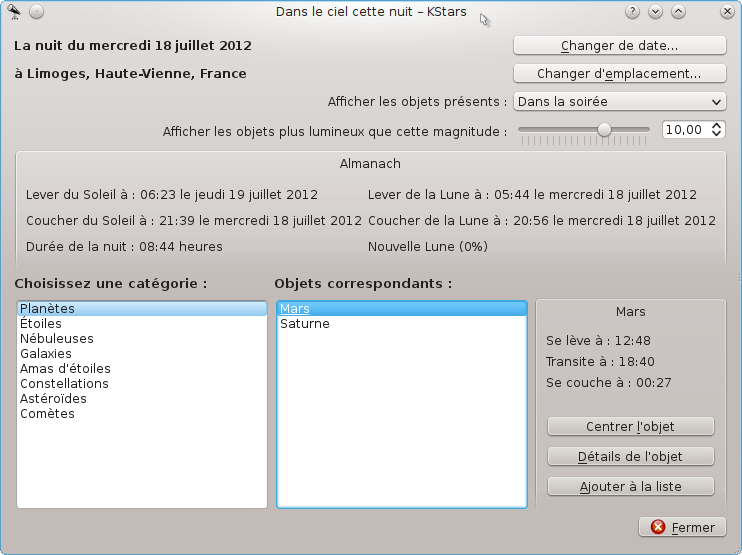 Dans le ciel cette nuit – KStars
La nuit du mercredi 18 juillet 2012
Changer de date...
à Limoges, Haute-Vienne, France
Changer d'emplacement...
Afficher les objets présents :
Dans la soirée
Afficher les objets plus lumineux que cette magnitude :
10,00
Almanach
Lever du Soleil à : 06:23 le jeudi 19 juillet 2012
Lever de la Lune à : 05:44 le mercredi 18 juillet 2012
Coucher du Soleil à : 21:39 le mercredi 18 juillet 2012
Coucher de la Lune à : 20:56 le mercredi 18 juillet 2012
Durée de la nuit : 08:44 heures
Nouvelle Lune (0%)
Choisissez une catégorie :
Planètes
Étoiles
Nébuleuses
Galaxies
Amas d'étoiles
Constellations
Astéroïdes
Comètes
Objets correspondants :
Mars
Saturne
Mars
Se lève à : 12:48
Transite à : 18:40
Se couche à : 00:27
Centrer l'objet
Détails de l'objet
Ajouter à la liste
Fermer